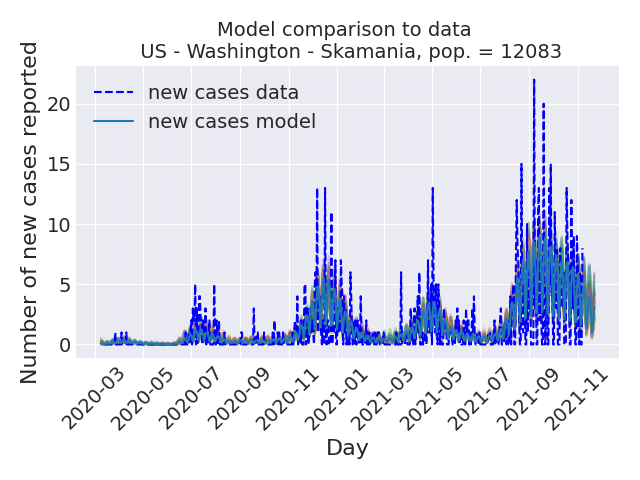 Model comparison to data
US - Washington - Skamania, pop. = 12083
Number of new cases reported
new cases data
new cases model
20
15
10
5
0
2020-03
2020-05
2020-07
2020-09
2020-11
2021-01
2021-03
2021-05
2021-07
2021-09
2021-11
Day